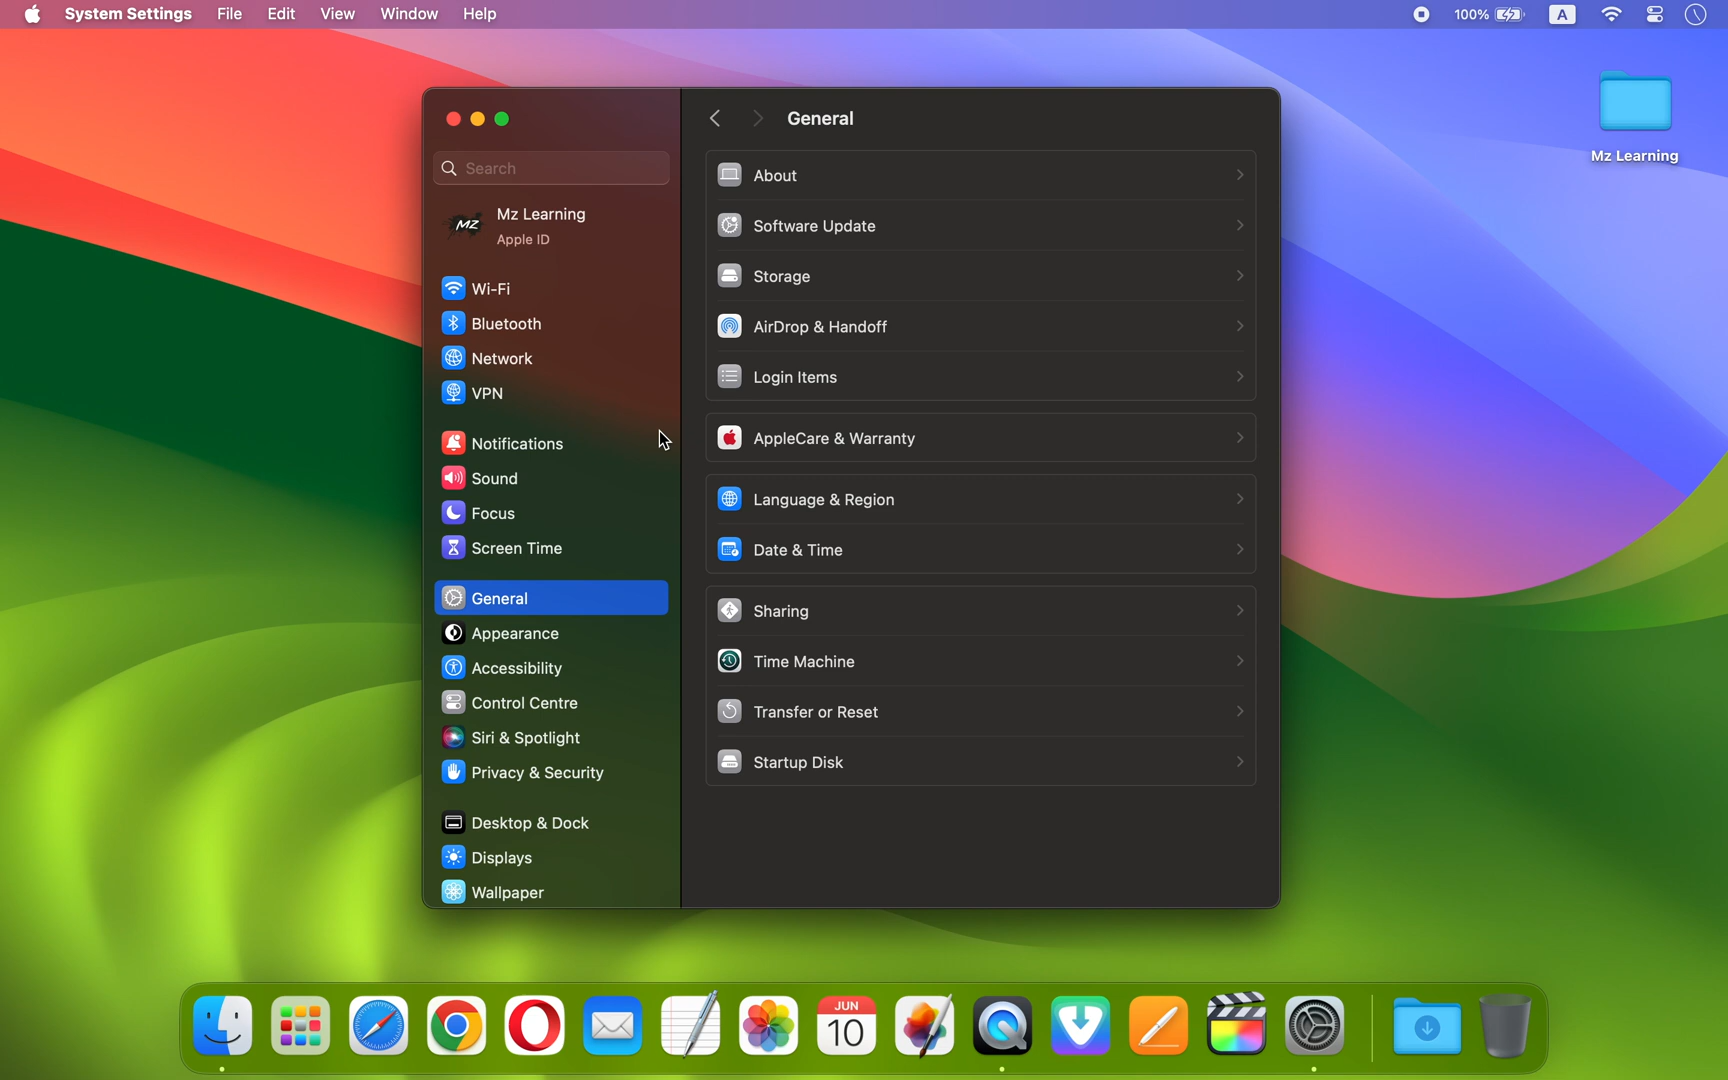 System Settings File Edit View Window Help 100% A
Mz Learning
General
Search
MZ
Mz Learning
Apple ID
Wi-Fi
Bluetooth
Network
VPN
Notifications
Sound
Focus
Screen Time
General
Appearance
Accessibility
Control Centre
Siri & Spotlight
Privacy & Security
Desktop & Dock
Displays
Wallpaper
About
Software Update
Storage
AirDrop & Handoff
Login Items
AppleCare & Warranty
Language & Region
Date & Time
Sharing
Time Machine
Transfer or Reset
Startup Disk
JUN
10